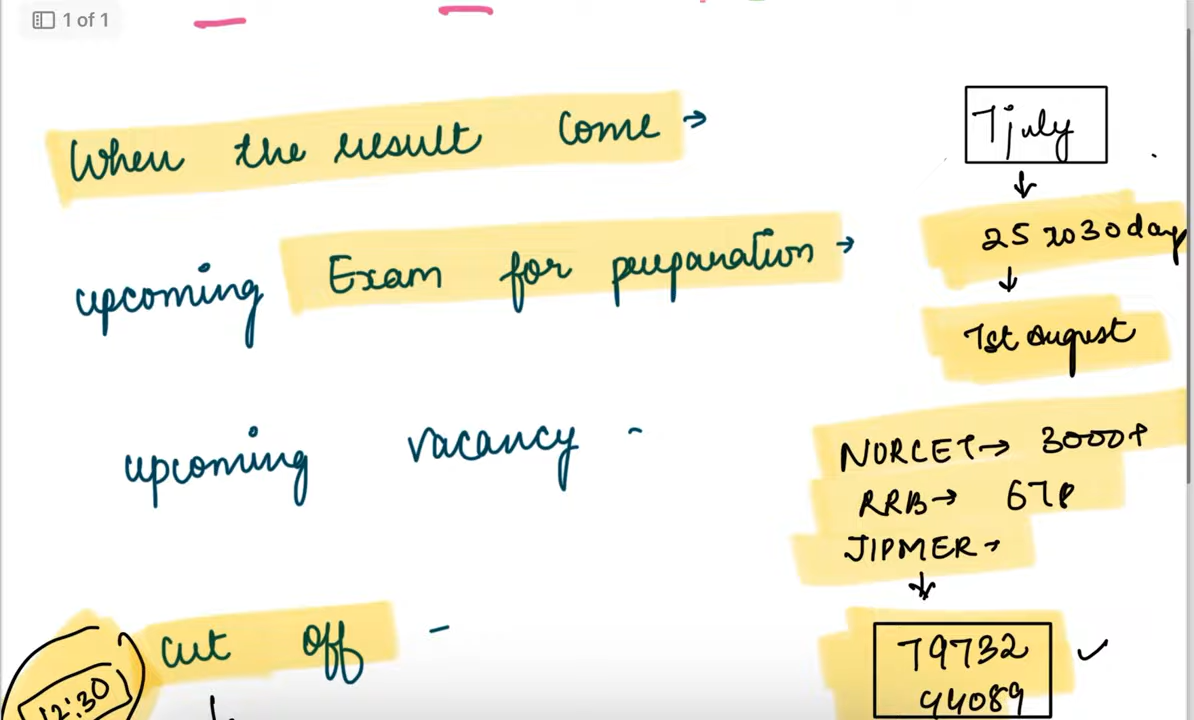 1 of 1
When the result come →
7 july
↓
25 to 30 day
↓
1st August
upcoming Exam for preparation →
upcoming vacancy -
NORCET → 3000+
RRB → 678
JIPMER →
↓
79732
44089
cut off -
12:30